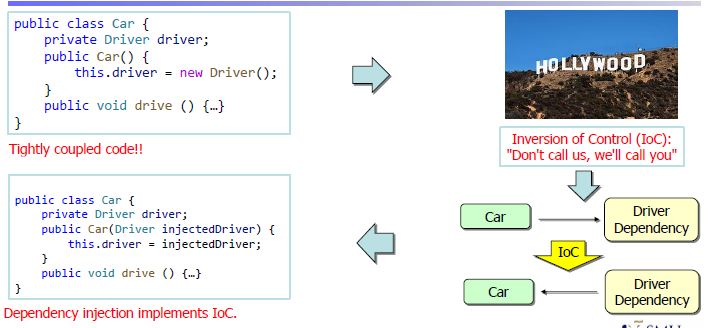 public class Car {
private Driver driver;
public Car() {
this.driver = new Driver();
}
public void drive () {…}
}
Tightly coupled code!!
HOLLYWOOD
Inversion of Control (IoC):
"Don't call us, we'll call you"
Car
Driver
Dependency
IoC
Car
Driver
Dependency
public class Car {
private Driver driver;
public Car(Driver injectedDriver) {
this.driver = injectedDriver;
}
public void drive () {…}
}
Dependency injection implements IoC.